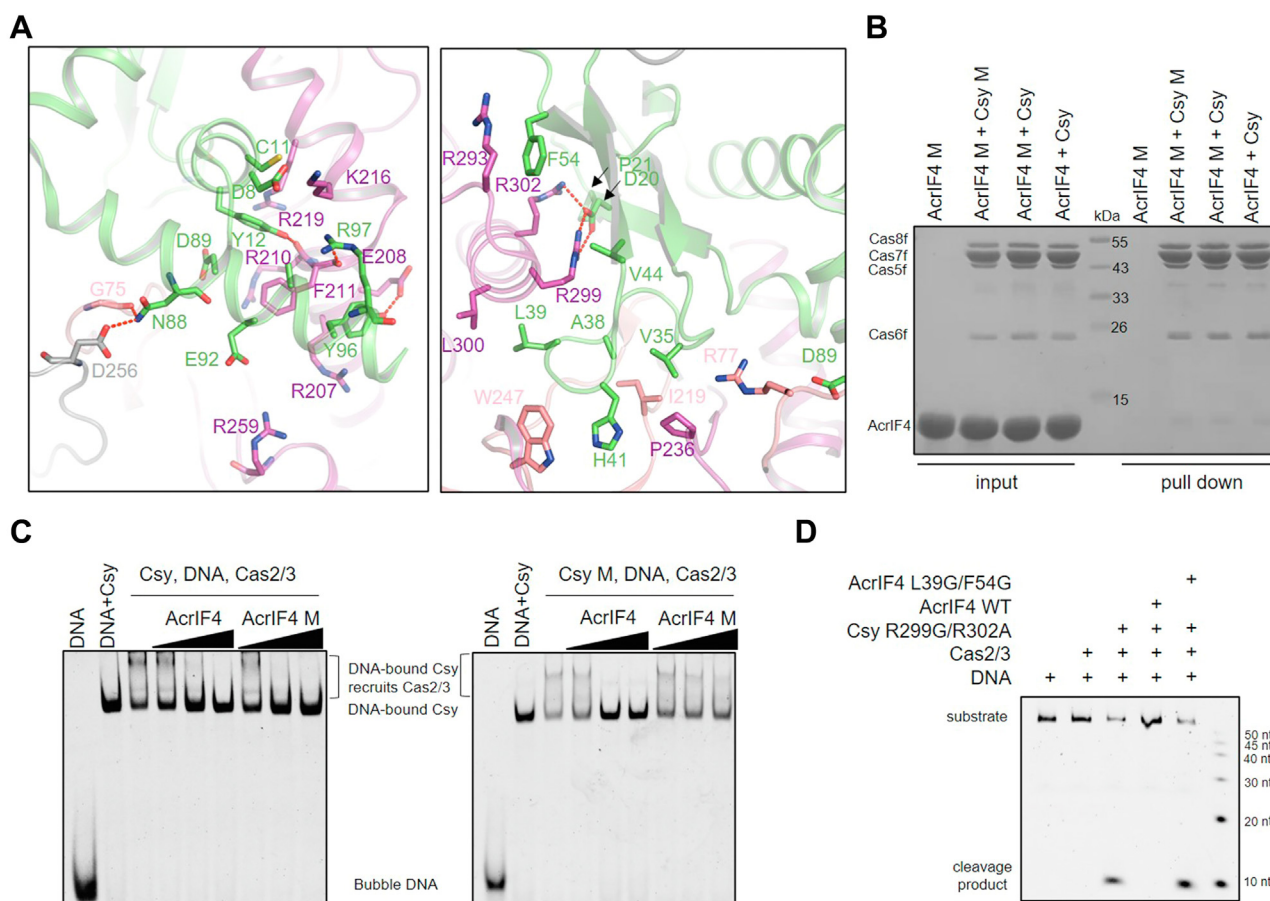 A
C11
D8
K216
R219
D89
Y12
R97
R210
E208
G75
F211
N88
E92
Y96
D256
R207
R259
R293
F54
P21
R302
D20
V44
R299
L39
A38
V35
L300
R77
D89
W247
I219
H41
P236
B
AcrIF4 M
AcrIF4 M + Csy M
AcrIF4 M + Csy
AcrIF4 + Csy
kDa
AcrIF4 M
AcrIF4 M + Csy M
AcrIF4 M + Csy
AcrIF4 + Csy
Cas8f
Cas7f
Cas5f
Cas6f
AcrIF4
55
43
33
26
15
input
pull down
C
DNA
DNA+Csy
Csy, DNA, Cas2/3
AcrIF4
AcrIF4 M
DNA-bound Csy
recruits Cas2/3
DNA-bound Csy
Bubble DNA
DNA
DNA+Csy
Csy M, DNA, Cas2/3
AcrIF4
AcrIF4 M
D
AcrIF4 L39G/F54G +
AcrIF4 WT +
Csy R299G/R302A + + +
Cas2/3 + + + +
DNA + + + + +
substrate
50 nt
45 nt
40 nt
30 nt
20 nt
cleavage
product
10 nt